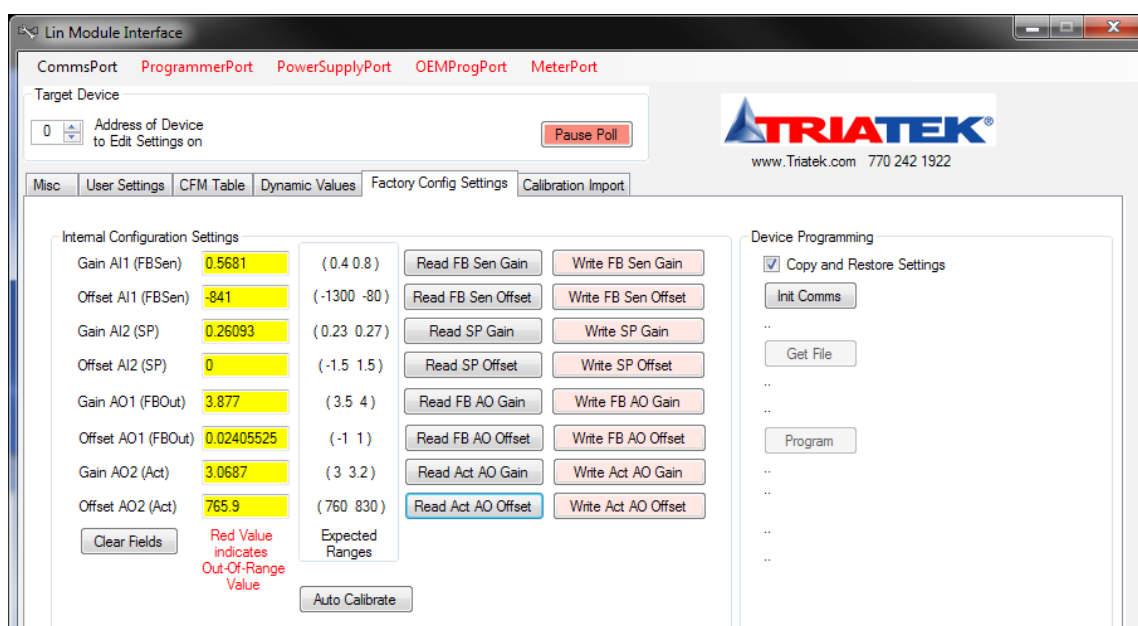 Lin Module Interface
CommsPort ProgrammerPort PowerSupplyPort OEMProgPort MeterPort
Target Device
0 Address of Device
to Edit Settings on
Pause Poll
TRIATEK®
www.Triatek.com 770 242 1922
Misc User Settings CFM Table Dynamic Values Factory Config Settings Calibration Import
Internal Configuration Settings
Gain AI1 (FBSen) 0.5681 ( 0.4 0.8 ) Read FB Sen Gain Write FB Sen Gain
Offset AI1 (FBSen) -841 ( -1300 -80 ) Read FB Sen Offset Write FB Sen Offset
Gain AI2 (SP) 0.26093 ( 0.23 0.27 ) Read SP Gain Write SP Gain
Offset AI2 (SP) 0 ( -1.5 1.5 ) Read SP Offset Write SP Offset
Gain AO1 (FBOut) 3.877 ( 3.5 4 ) Read FB AO Gain Write FB AO Gain
Offset AO1 (FBOut) 0.02405525 ( -1 1 ) Read FB AO Offset Write FB AO Offset
Gain AO2 (Act) 3.0687 ( 3 3.2 ) Read Act AO Gain Write Act AO Gain
Offset AO2 (Act) 765.9 ( 760 830 ) Read Act AO Offset Write Act AO Offset
Clear Fields
Red Value
indicates
Out-Of-Range
Value
Expected
Ranges
Auto Calibrate
Device Programming
Copy and Restore Settings
Init Comms
..
Get File
..
..
Program
..
..
..
..